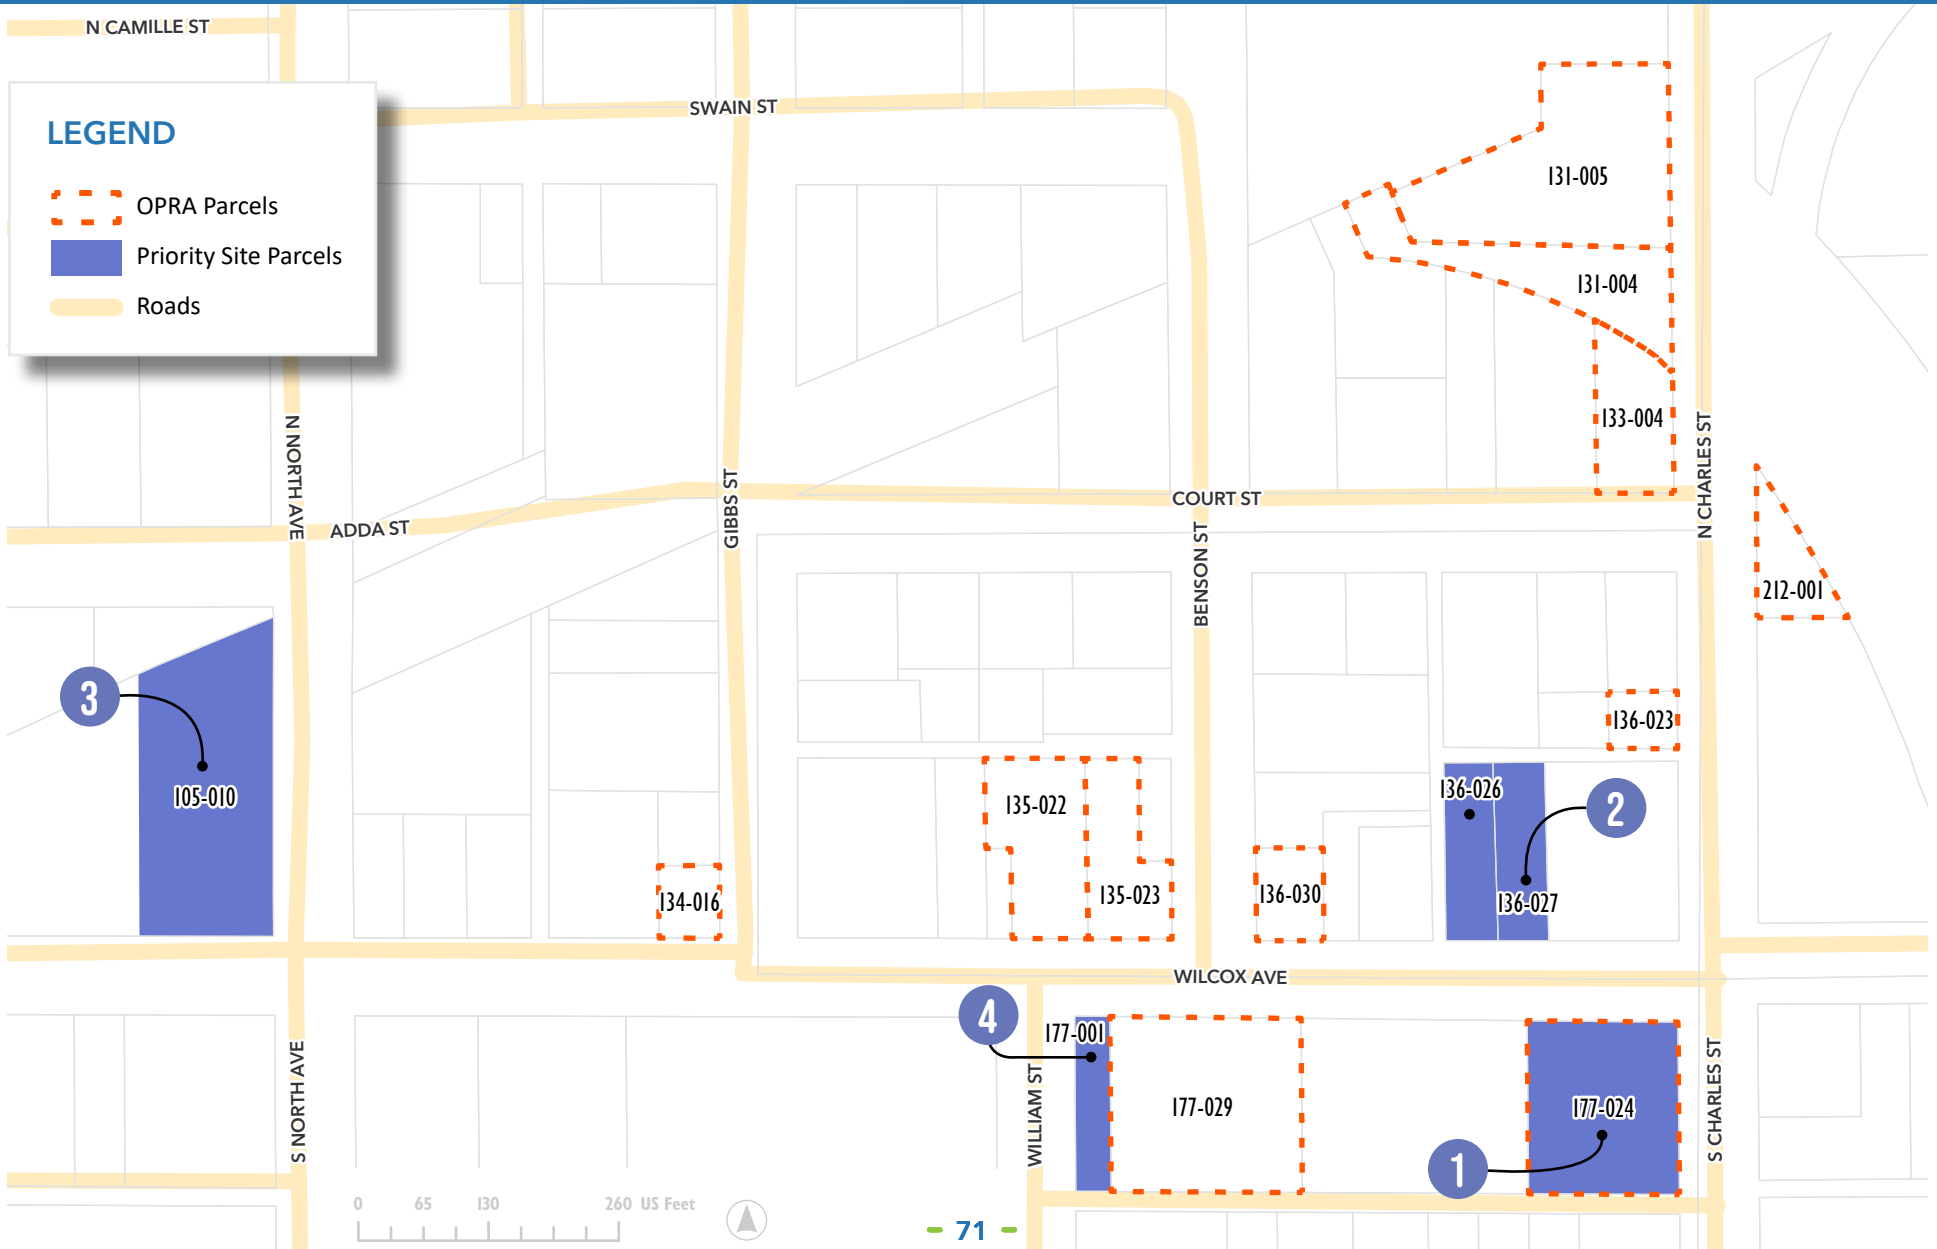 N CAMILLE ST
SWAIN ST
LEGEND
OPRA Parcels
Priority Site Parcels
Roads
131-005
131-004
133-004
N NORTH AVE
GIBBS ST
N CHARLES ST
COURT ST
ADDA ST
BENSON ST
212-001
3
105-010
136-023
136-026
2
136-027
135-022
135-023
136-030
134-016
WILCOX AVE
4
177-001
177-029
177-024
1
S NORTH AVE
WILLIAM ST
S CHARLES ST
0 65 130 260 US Feet
- 71 -